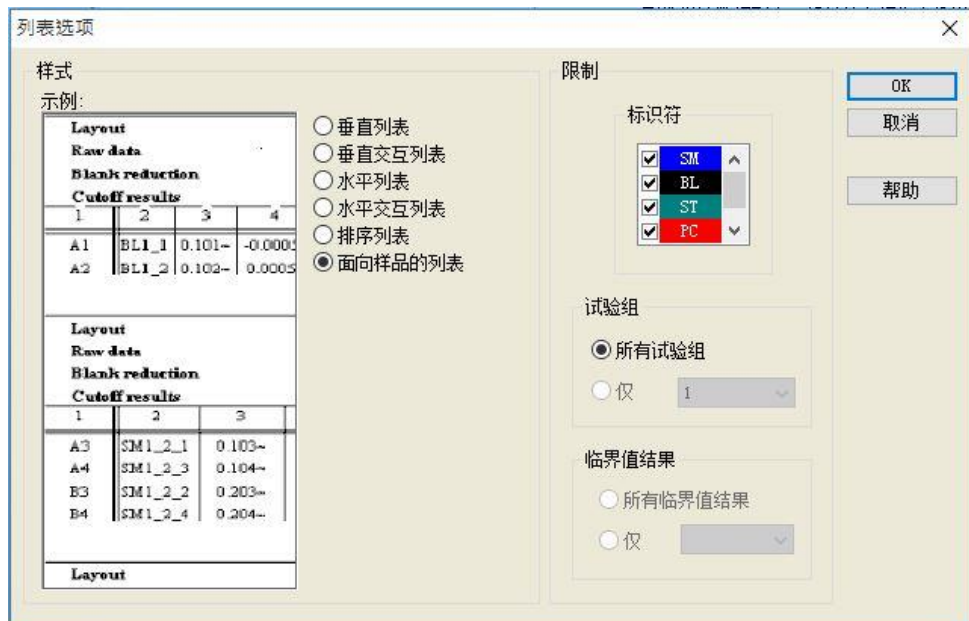 列表选项
样式
示例:
Layout
Raw data
Blank reduction
Cutoff results
1 2 3 4
A1 BL1_1 0.101~ -0.0005
A2 BL1_2 0.102~ 0.0005
Layout
Raw data
Blank reduction
Cutoff results
1 2 3
A3 SM1_2_1 0.103~
A4 SM1_2_3 0.104~
B3 SM1_2_2 0.203~
B4 SM1_2_4 0.204~
Layout
垂直列表
垂直交互列表
水平列表
水平交互列表
排序列表
面向样品的列表
限制
标识符
SM
BL
ST
PC
试验组
所有试验组
仅 1
临界值结果
所有临界值结果
仅
OK
取消
帮助